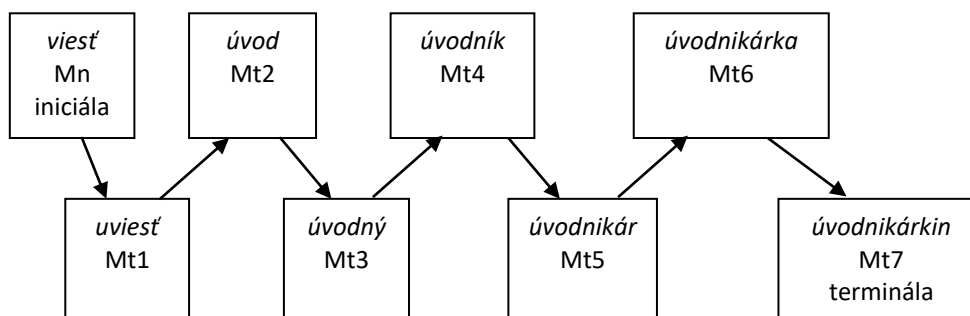 viesť
Mn
iniciála
úvod
Mt2
úvodník
Mt4
úvodnikárka
Mt6
uviesť
Mt1
úvodný
Mt3
úvodnikár
Mt5
úvodnikárkin
Mt7
terminála